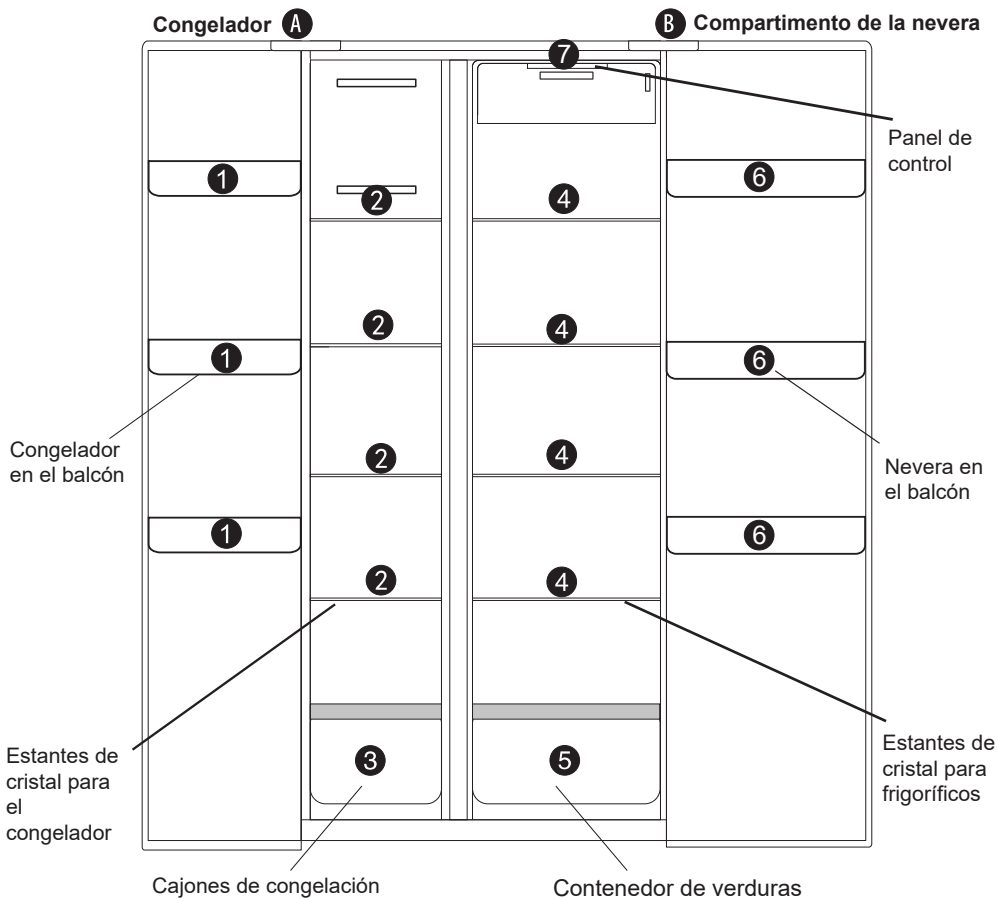 Congelador A
B Compartimento de la nevera
7
Panel de
control
1
2
4
6
2
4
1
6
Congelador
en el balcón
2
4
Nevera en
el balcón
1
6
2
4
Estantes de
cristal para
el
congelador
3
5
Estantes de
cristal para
frigoríficos
Cajones de congelación
Contenedor de verduras